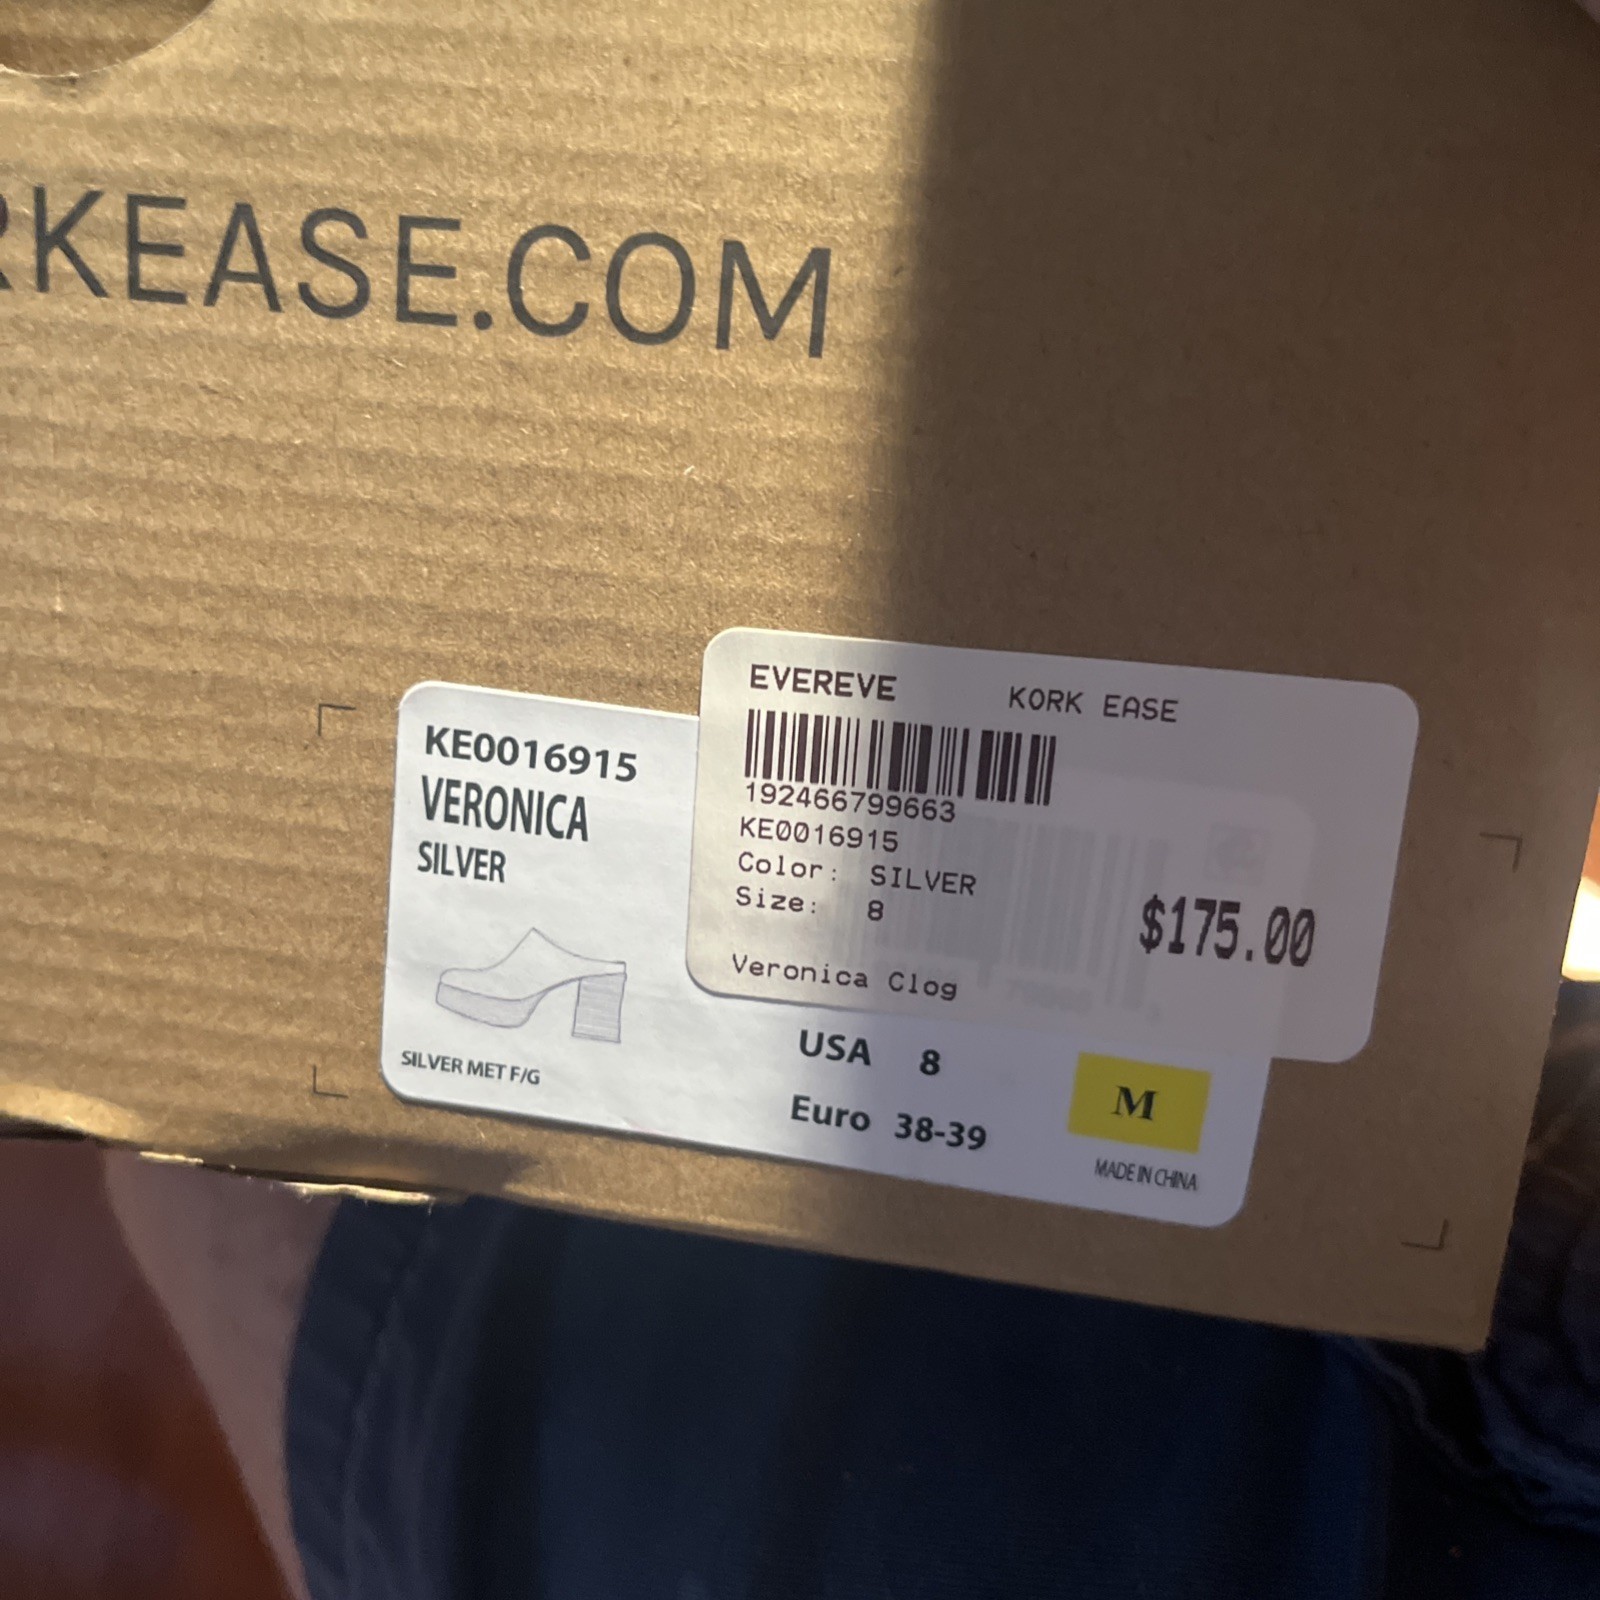 RKEASE.COM
EVEREVE KORK EASE
192466799663
KE0016915
Color: SILVER
Size: 8
$175.00
Veronica Clog
KE0016915
VERONICA
SILVER
SILVER MET F/G
USA 8
Euro 38-39
M
MADE IN CHINA